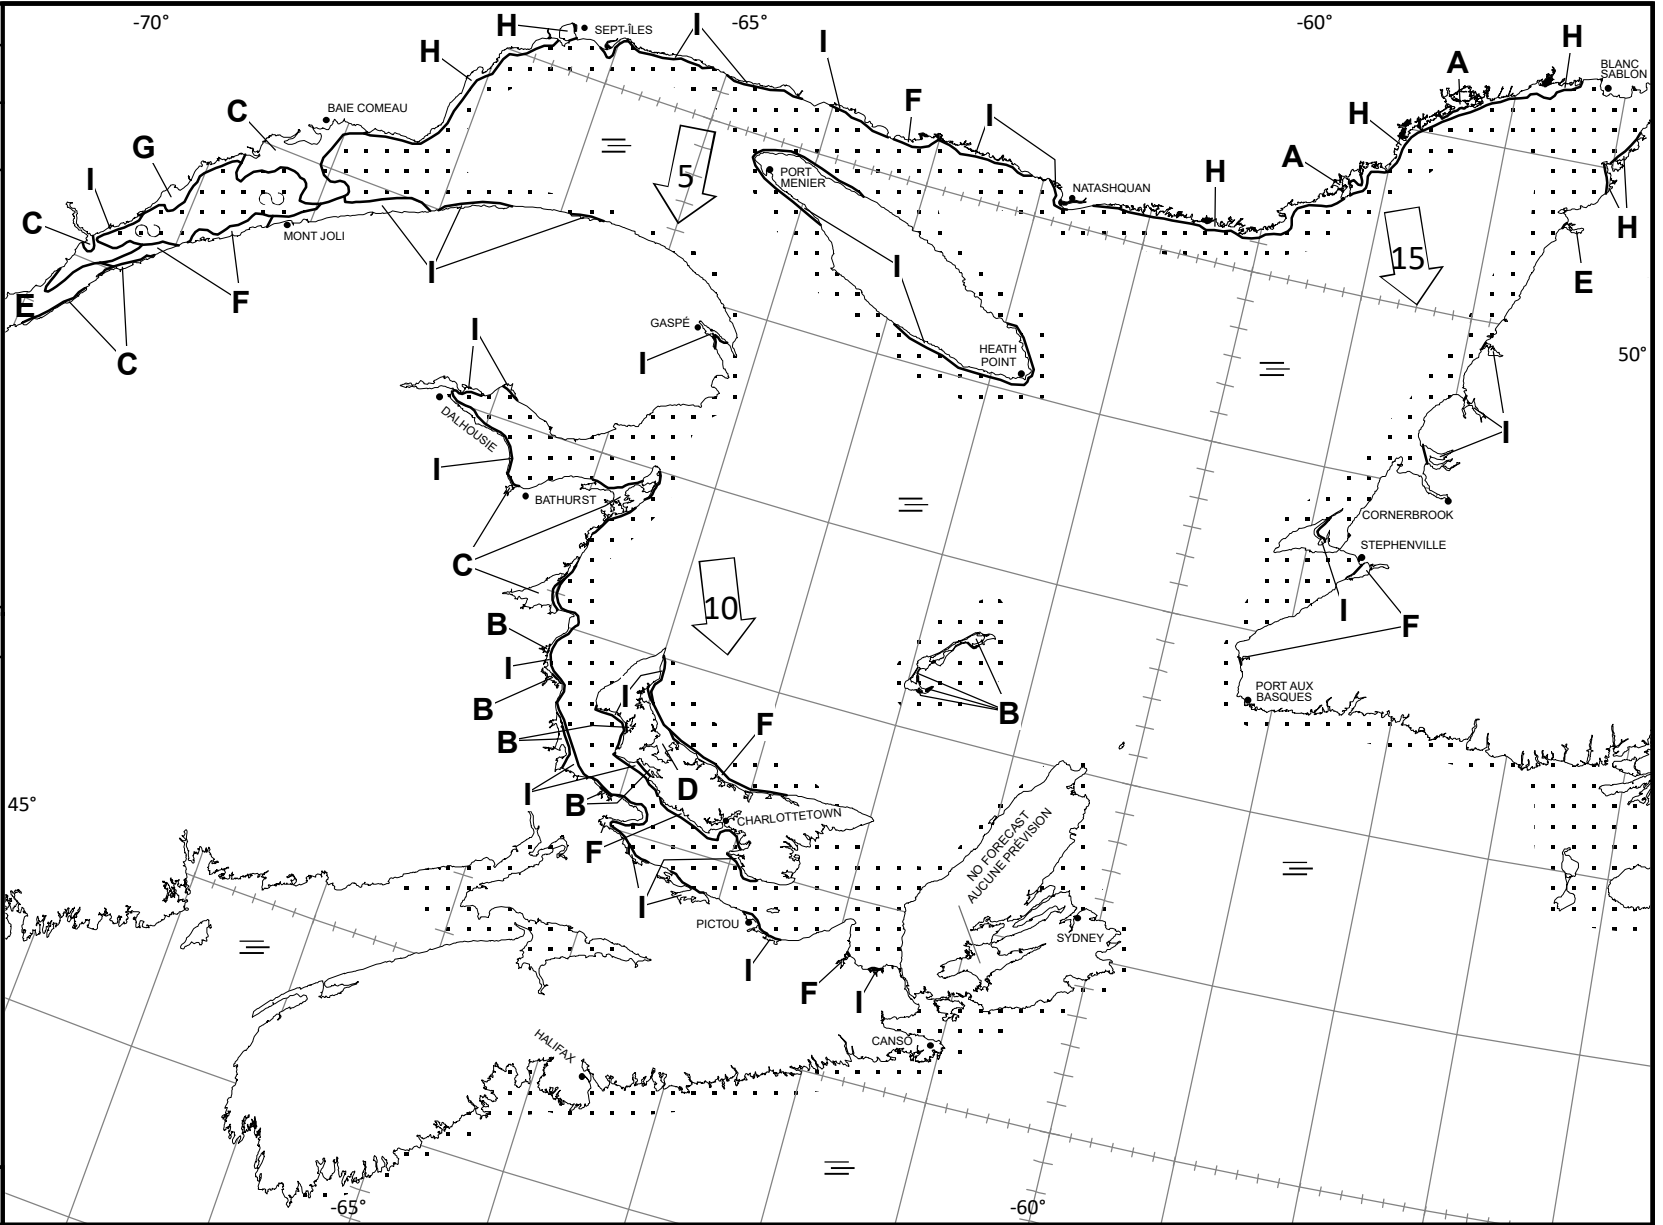 -70°
-65°
-60°
H
SEPT-ÎLES
I
I
H
H
A
BLANC
SABLON
C
BAIE COMEAU
F
I
H
G
A
I
5
PORT
MENIER
NATASHQUAN
H
C
MONT JOLI
H
15
I
I
E
E
F
C
I
GASPÉ
I
HEATH
POINT
50°
DALHOUSIE
I
I
BATHURST
CORNERBROOK
C
STEPHENVILLE
10
I
F
B
I
B
I
B
PORT AUX
BASQUES
F
B
D
I
B
45°
CHARLOTTETOWN
NO FORECAST
AUCUNE PRÉVISION
F
I
PICTOU
SYDNEY
I
F
I
HALIFAX
CANSO
-65°
-60°